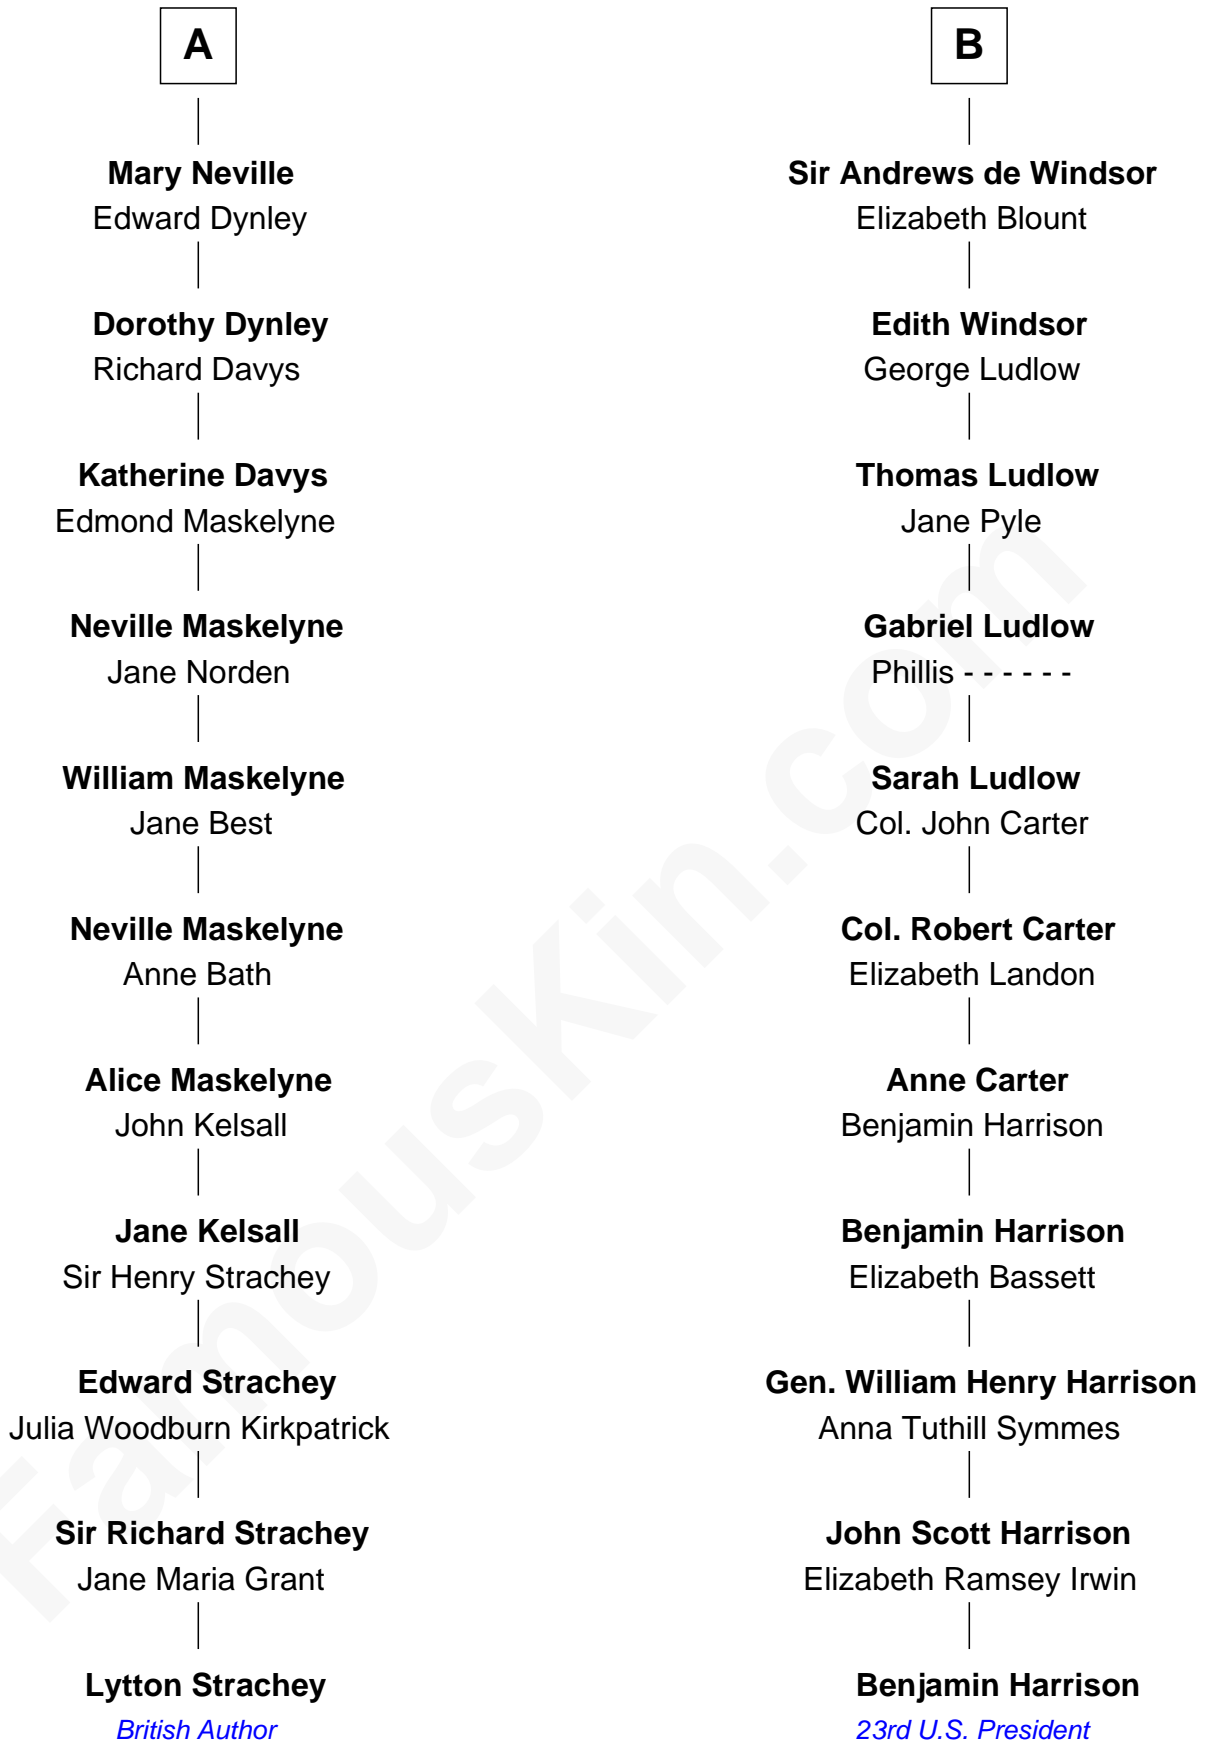 A
Mary Neville
Edward Dynley
Dorothy Dynley
Richard Davys
Katherine Davys
Edmond Maskelyne
Neville Maskelyne
Jane Norden
William Maskelyne
Jane Best
Neville Maskelyne
Anne Bath
Alice Maskelyne
John Kelsall
Jane Kelsall
Sir Henry Strachey
Edward Strachey
Julia Woodburn Kirkpatrick
Sir Richard Strachey
Jane Maria Grant
Lytton Strachey
British Author
B
Sir Andrews de Windsor
Elizabeth Blount
Edith Windsor
George Ludlow
Thomas Ludlow
Jane Pyle
Gabriel Ludlow
Phillis - - - - - -
Sarah Ludlow
Col. John Carter
Col. Robert Carter
Elizabeth Landon
Anne Carter
Benjamin Harrison
Benjamin Harrison
Elizabeth Bassett
Gen. William Henry Harrison
Anna Tuthill Symmes
John Scott Harrison
Elizabeth Ramsey Irwin
Benjamin Harrison
23rd U.S. President
FamousKin.com